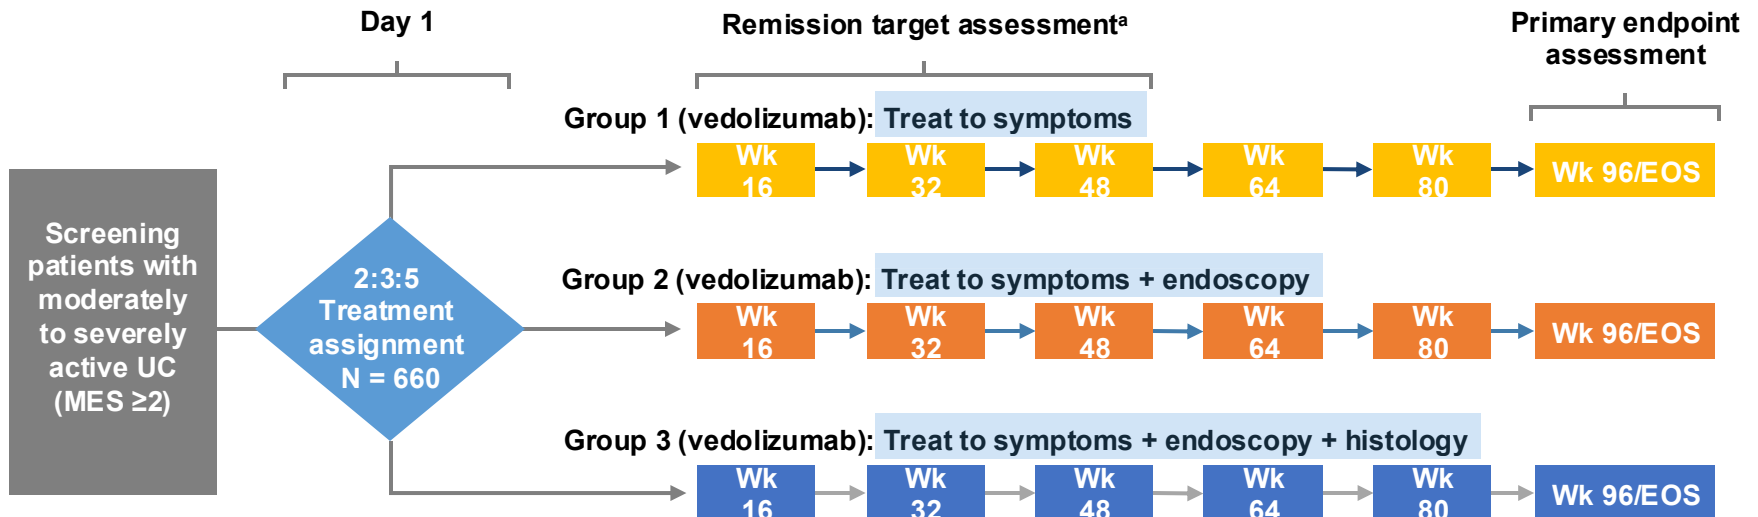 Day 1
Remission target assessmentᵃ
Primary endpoint
assessment
Screening
patients with
moderately
to severely
active UC
(MES ≥2)
2:3:5
Treatment
assignment
N = 660
Group 1 (vedolizumab): Treat to symptoms
Wk
16
Wk
32
Wk
48
Wk
64
Wk
80
Wk 96/EOS
Group 2 (vedolizumab): Treat to symptoms + endoscopy
Wk
16
Wk
32
Wk
48
Wk
64
Wk
80
Wk 96/EOS
Group 3 (vedolizumab): Treat to symptoms + endoscopy + histology
Wk
16
Wk
32
Wk
48
Wk
64
Wk
80
Wk 96/EOS